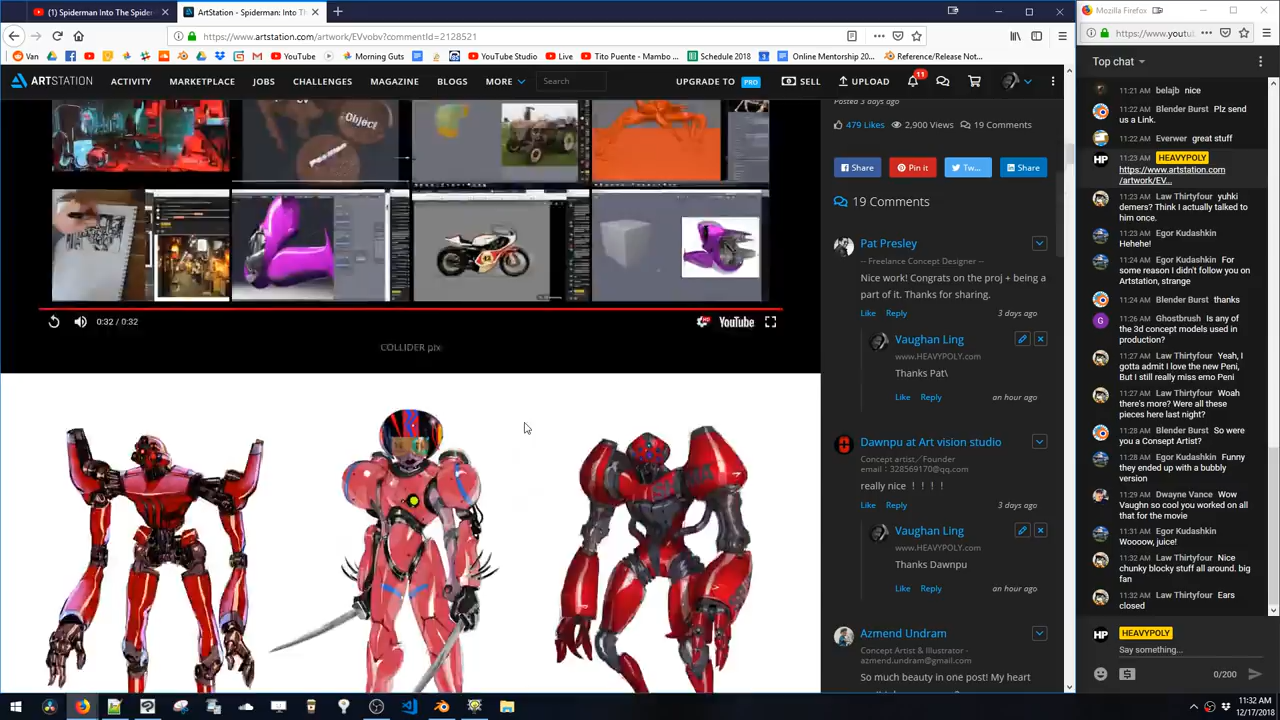 (1) Spiderman Into The Spider
ArtStation - Spiderman: Into The
https://www.artstation.com/artwork/EVvobv?commentId=2128521
Van
YouTube
Morning Guts
YouTube Studio
Live
Tito Puente - Mambo...
Schedule 2018
Online Mentorship 20...
Reference/Release Not...
ARTSTATION
ACTIVITY
MARKETPLACE
JOBS
CHALLENGES
MAGAZINE
BLOGS
MORE
Search
UPGRADE TO PRO
SELL
UPLOAD
11
Object
0:32 / 0:32
YouTube
COLLIDER pix
Posted 3 days ago
479 Likes
2,900 Views
19 Comments
Share
Pin it
Tw...
Share
19 Comments
Pat Presley
-- Freelance Concept Designer --
Nice work! Congrats on the proj + being a
part of it. Thanks for sharing.
Like Reply 3 days ago
Vaughan Ling
www.HEAVYPOLY.com
Thanks Pat\
Like Reply an hour ago
Dawnpu at Art vision studio
Concept artist／Founder
email：328569170@qq.com
really nice ！！！！
Like Reply 3 days ago
Vaughan Ling
www.HEAVYPOLY.com
Thanks Dawnpu
Like Reply an hour ago
Azmend Undram
Concept Artist & Illustrator -
azmend.undram@gmail.com
So much beauty in one post! My heart
Mozilla Firefox
https://www.youtu
Top chat
11:21 AM belajb nice
11:22 AM Blender Burst Plz send
us a Link.
11:22 AM Everwer great stuff
HP 11:23 AM HEAVYPOLY
https://www.artstation.com
/artwork/EV...
11:23 AM Law Thirtyfour yuhki
demers? Think I actually talked to
him once.
11:23 AM Egor Kudashkin
Hehehe!
11:24 AM Egor Kudashkin For
some reason I didn't follow you on
Artstation, strange
11:24 AM Blender Burst thanks
G 11:26 AM Ghostbrush Is any of
the 3d concept models used in
production?
11:27 AM Law Thirtyfour Yeah, I
gotta admit I love the new Peni,
But I still really miss emo Peni
11:27 AM Law Thirtyfour Woah
there's more? Were all these
pieces here last night?
11:28 AM Blender Burst So were
you a Consept Artist?
11:28 AM Egor Kudashkin Funny
they ended up with a bubbly
version
11:29 AM Dwayne Vance Wow
Vaughn so cool you worked on all
that for the movie
11:31 AM Egor Kudashkin
Woooow, juice!
11:32 AM Law Thirtyfour Nice
chunky blocky stuff all around. big
fan
11:32 AM Law Thirtyfour Ears
closed
HP HEAVYPOLY
Say something...
0/200
11:32 AM
12/17/2018